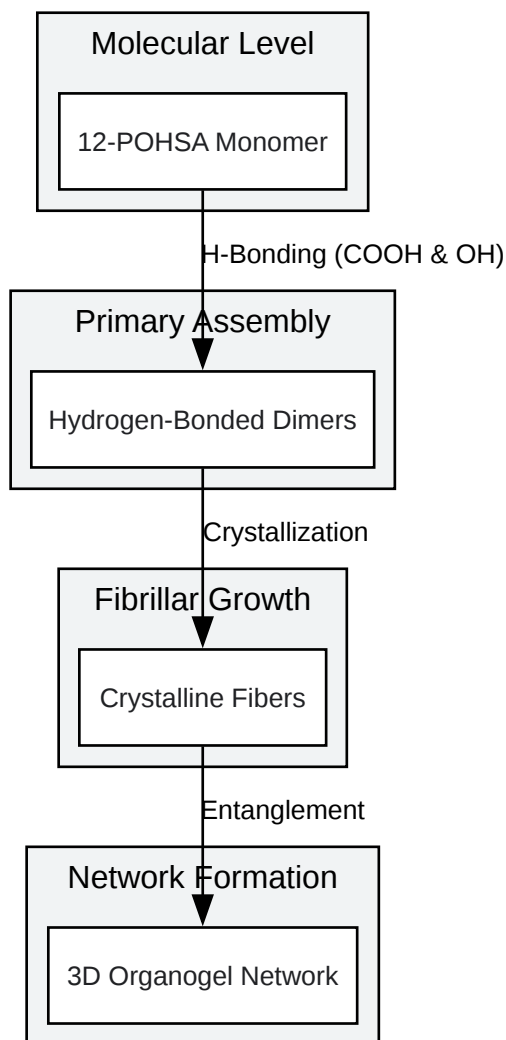 Molecular Level
12-POHSA Monomer
H-Bonding (COOH & OH)
Primary Assembly
Hydrogen-Bonded Dimers
Crystallization
Fibrillar Growth
Crystalline Fibers
Entanglement
Network Formation
3D Organogel Network